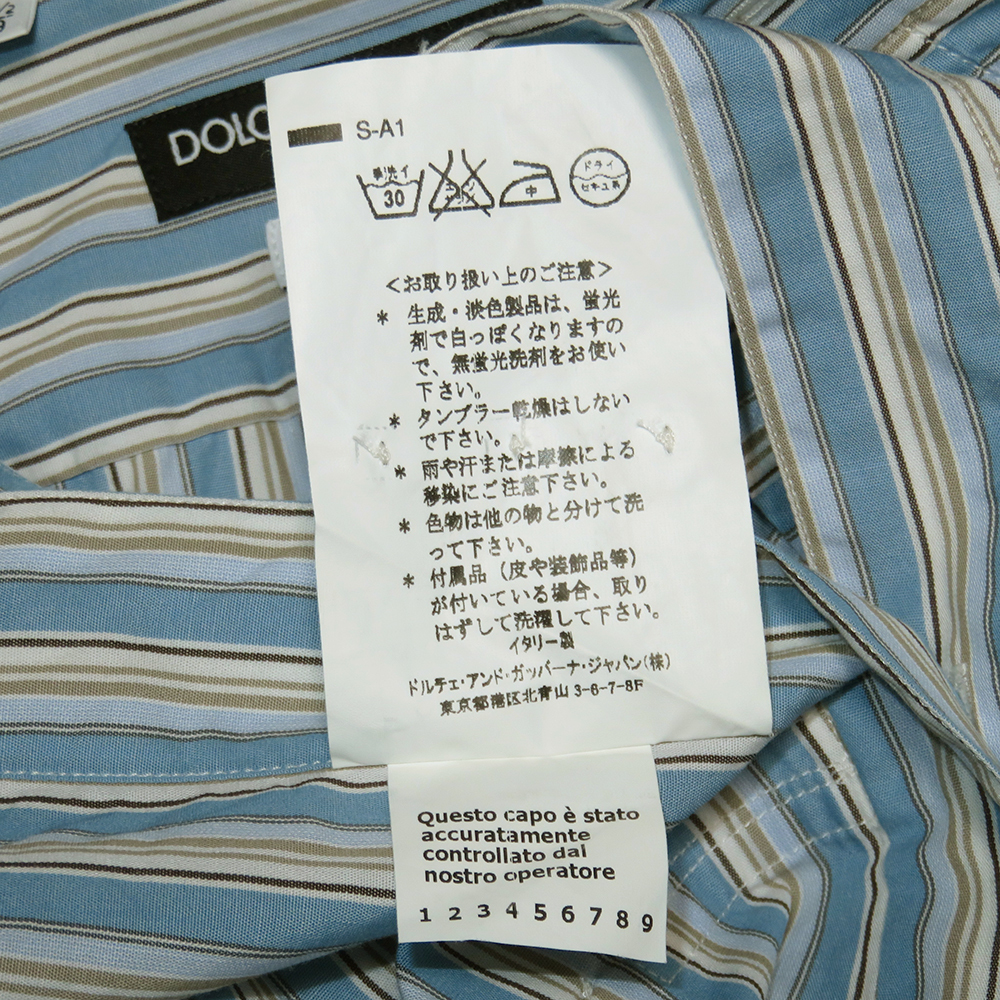 DOLC
S-A1
手洗イ
30
中
ドライ
セキユ系
<お取り扱い上のご注意>
* 生成・淡色製品は、蛍光
剤で白っぽくなりますの
で、無蛍光洗剤をお使い
下さい。
* タンブラー乾燥はしない
で下さい。
* 雨や汗または摩擦による
移染にご注意下さい。
* 色物は他の物と分けて洗
って下さい。
* 付属品（皮や装飾品等）
が付いている場合、取り
はずして洗濯して下さい。
イタリー製
ドルチェ・アンド・ガッバーナ・ジャパン(株)
東京都港区北青山 3-6-7-8F
Questo capo è stato
accuratamente
controllato dal
nostro operatore
1 2 3 4 5 6 7 8 9